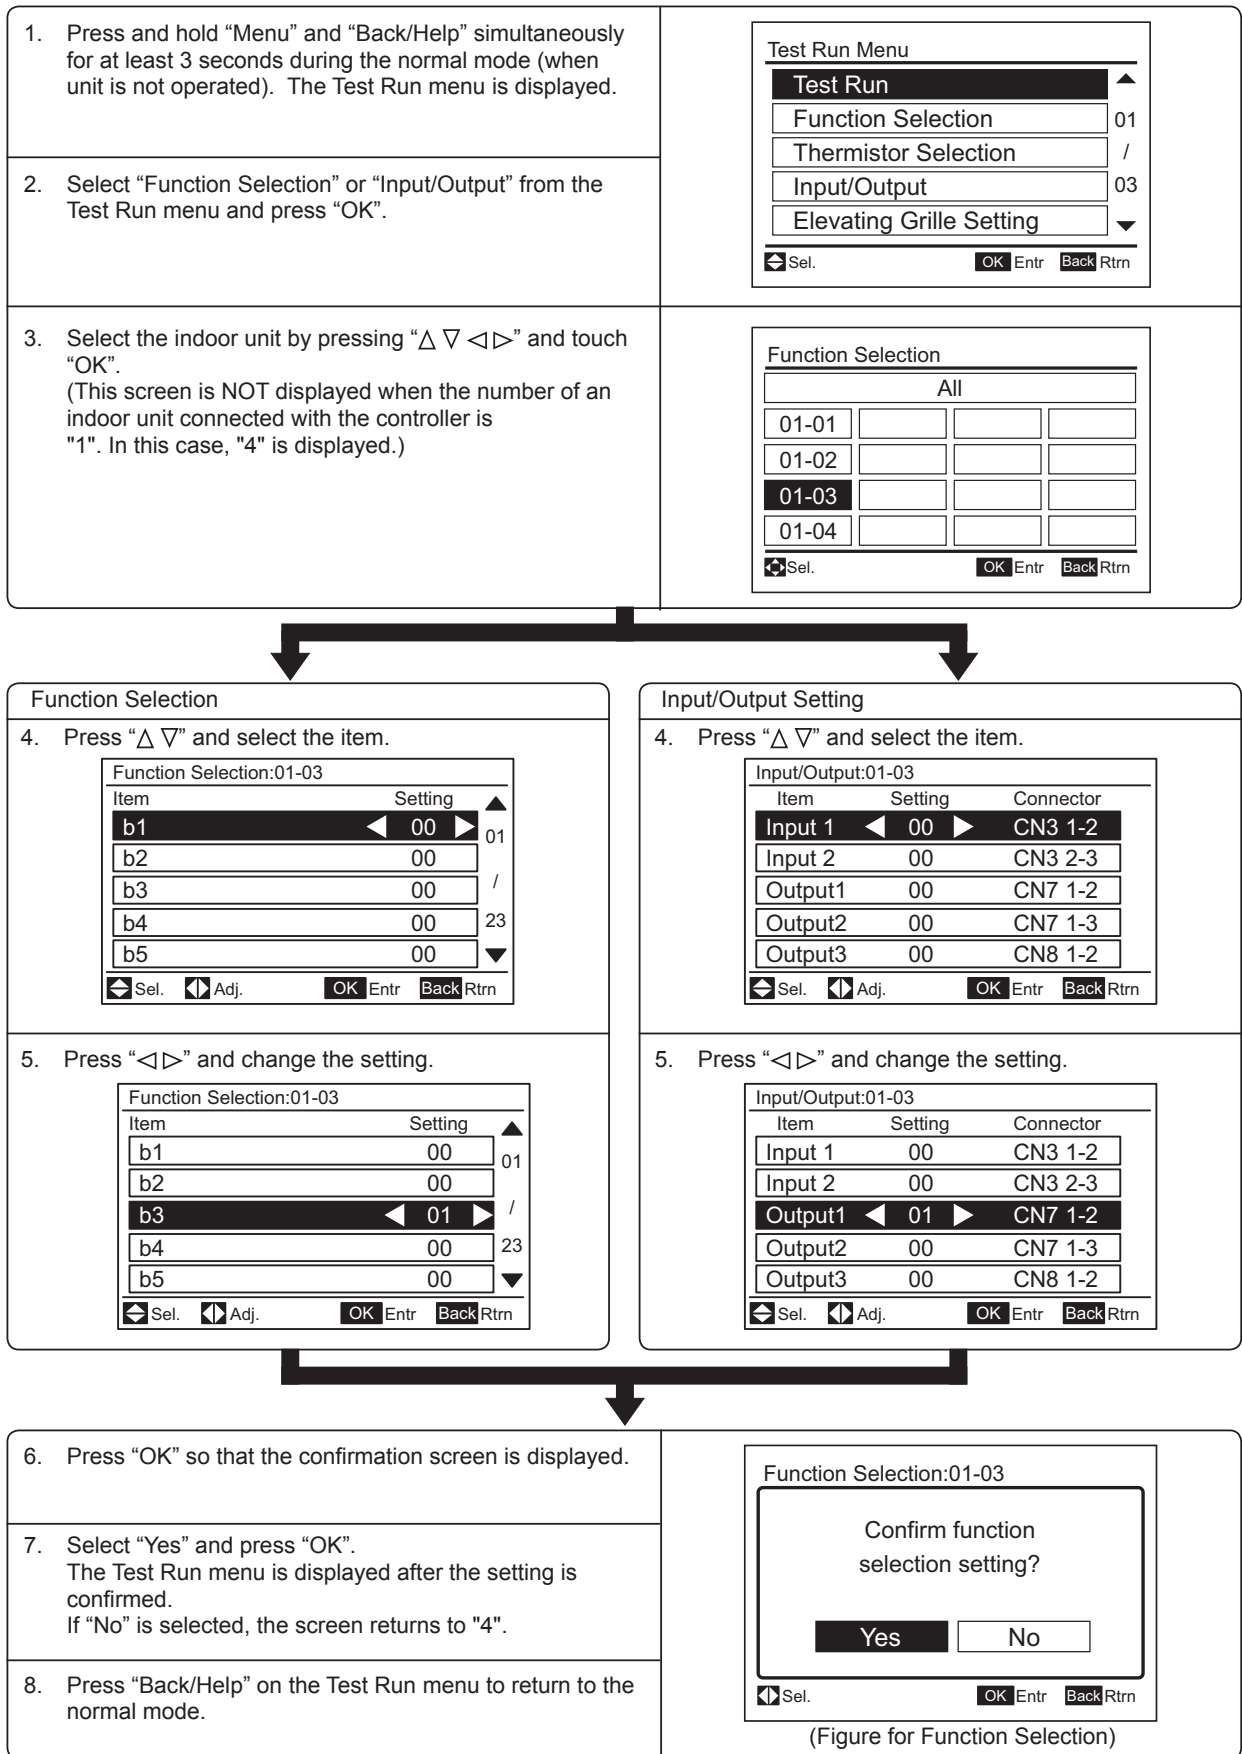 1. Press and hold “Menu” and “Back/Help” simultaneously
for at least 3 seconds during the normal mode (when
unit is not operated).  The Test Run menu is displayed.
2. Select “Function Selection” or “Input/Output” from the
Test Run menu and press “OK”.
Test Run Menu
Test Run
Function Selection 01
Thermistor Selection /
Input/Output 03
Elevating Grille Setting
Sel. OK Entr Back Rtrn
3. Select the indoor unit by pressing “△ ▽ ◁ ▷” and touch
“OK”.
(This screen is NOT displayed when the number of an
indoor unit connected with the controller is
"1". In this case, "4" is displayed.)
Function Selection
All
01-01
01-02
01-03
01-04
Sel. OK Entr Back Rtrn
Function Selection
4. Press “△ ▽” and select the item.
Function Selection:01-03
Item Setting
b1 00 01
b2 00
b3 00 /
b4 00 23
b5 00
Sel. Adj. OK Entr Back Rtrn
5. Press “◁ ▷” and change the setting.
Function Selection:01-03
Item Setting
b1 00 01
b2 00
b3 01 /
b4 00 23
b5 00
Sel. Adj. OK Entr Back Rtrn
Input/Output Setting
4. Press “△ ▽” and select the item.
Input/Output:01-03
Item Setting Connector
Input 1 00 CN3 1-2
Input 2 00 CN3 2-3
Output1 00 CN7 1-2
Output2 00 CN7 1-3
Output3 00 CN8 1-2
Sel. Adj. OK Entr Back Rtrn
5. Press “◁ ▷” and change the setting.
Input/Output:01-03
Item Setting Connector
Input 1 00 CN3 1-2
Input 2 00 CN3 2-3
Output1 01 CN7 1-2
Output2 00 CN7 1-3
Output3 00 CN8 1-2
Sel. Adj. OK Entr Back Rtrn
6. Press “OK” so that the confirmation screen is displayed.
7. Select “Yes” and press “OK”.
The Test Run menu is displayed after the setting is
confirmed.
If “No” is selected, the screen returns to "4".
8. Press “Back/Help” on the Test Run menu to return to the
normal mode.
Function Selection:01-03
Confirm function
selection setting?
Yes No
Sel. OK Entr Back Rtrn
(Figure for Function Selection)